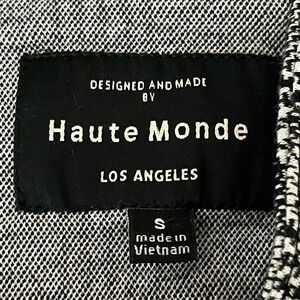 DESIGNED AND MADE
BY
Haute Monde
LOS ANGELES
S
made in
Vietnam